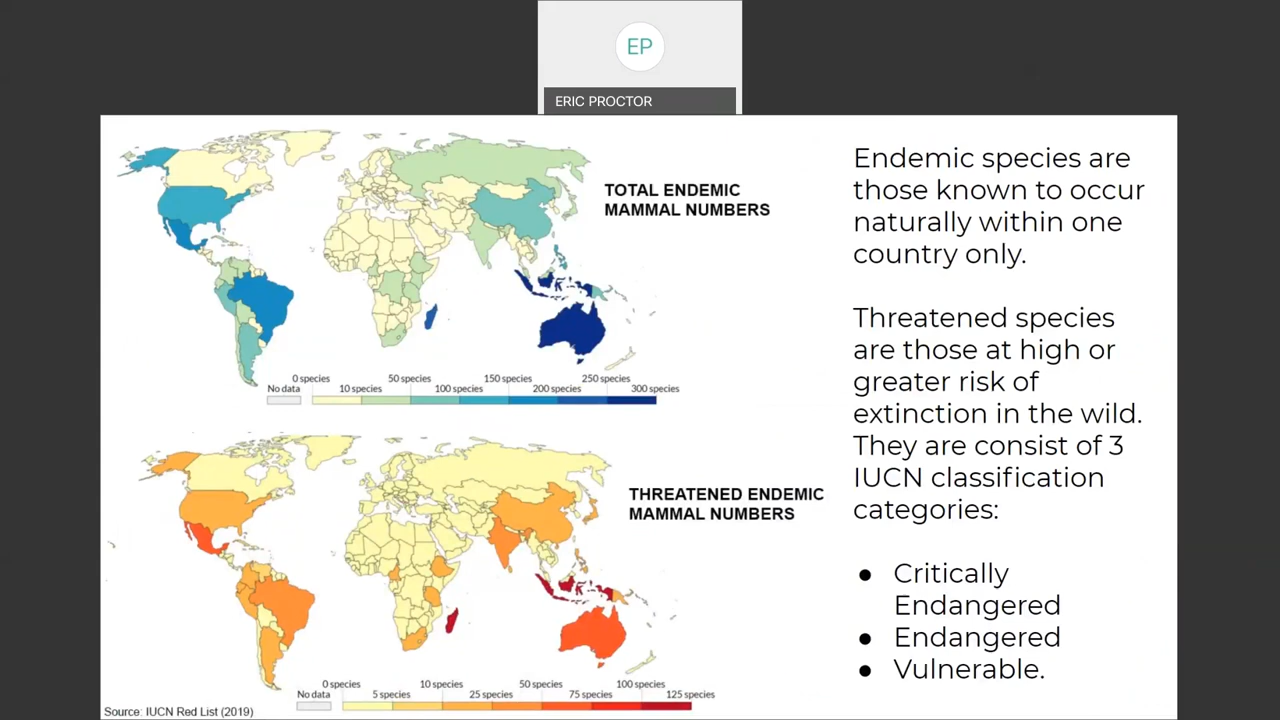 EP
ERIC PROCTOR
TOTAL ENDEMIC
MAMMAL NUMBERS
0 species
50 species
150 species
250 species
No data
10 species
100 species
200 species
300 species
THREATENED ENDEMIC
MAMMAL NUMBERS
0 species
10 species
50 species
100 species
No data
5 species
25 species
75 species
125 species
Source: IUCN Red List (2019)
Endemic species are
those known to occur
naturally within one
country only.
Threatened species
are those at high or
greater risk of
extinction in the wild.
They are consist of 3
IUCN classification
categories:
● Critically
Endangered
● Endangered
● Vulnerable.